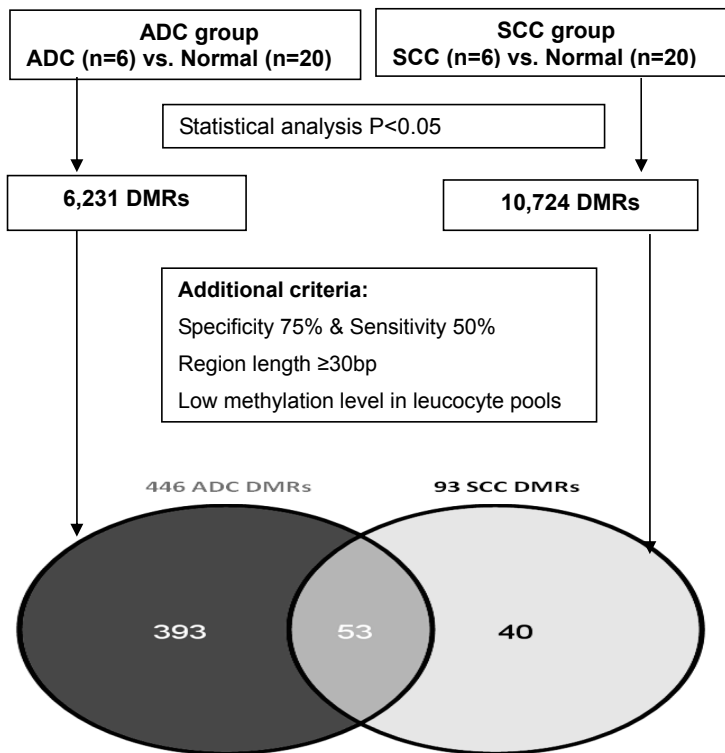 ADC group
ADC (n=6) vs. Normal (n=20)
SCC group
SCC (n=6) vs. Normal (n=20)
Statistical analysis P<0.05
6,231 DMRs
10,724 DMRs
Additional criteria:
Specificity 75% & Sensitivity 50%
Region length ≥30bp
Low methylation level in leucocyte pools
446 ADC DMRs
93 SCC DMRs
393
53
40